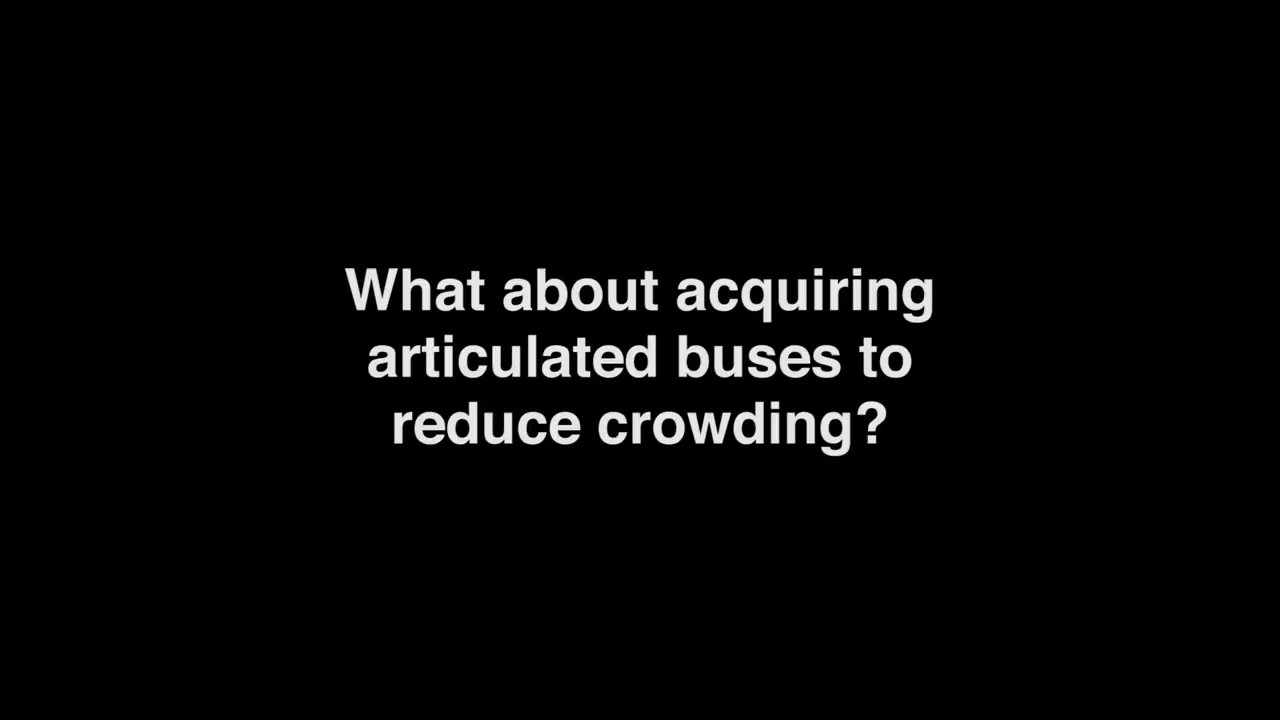 What about acquiring
articulated buses to
reduce crowding?